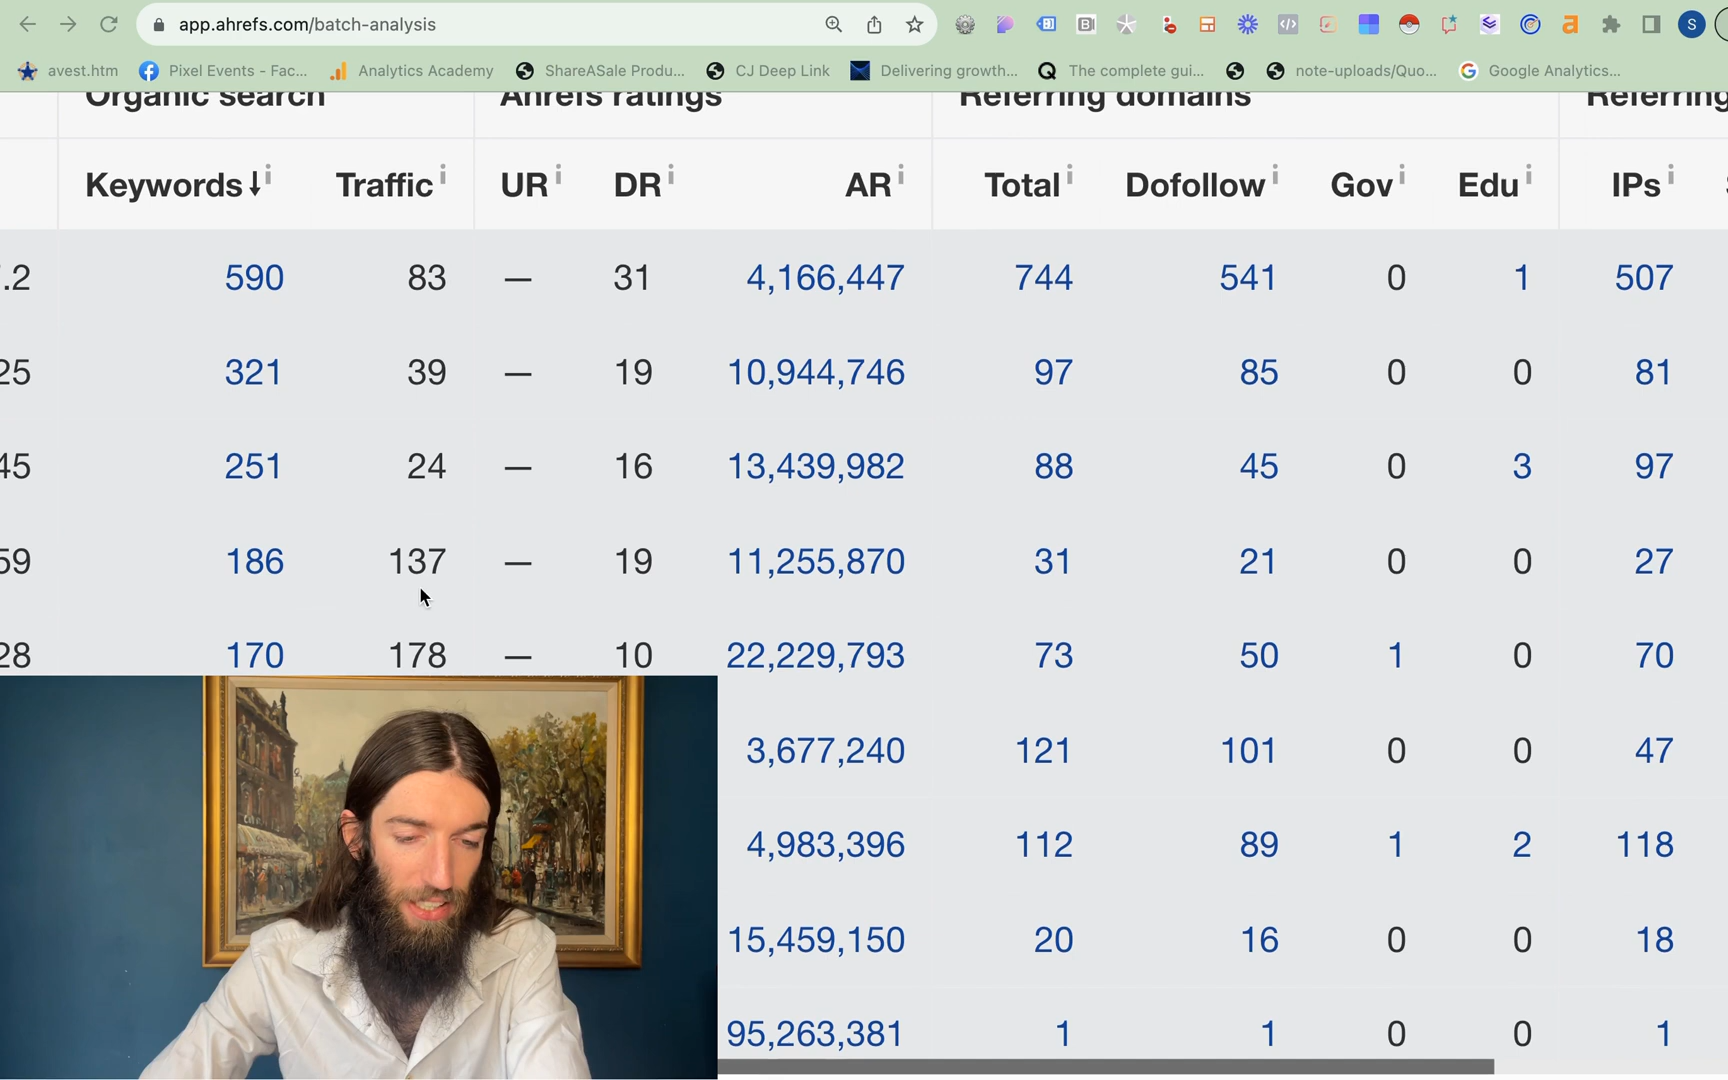 app.ahrefs.com/batch-analysis
avest.htm Pixel Events - Fac... Analytics Academy ShareASale Produ... CJ Deep Link Delivering growth... The complete gui... note-uploads/Quo... Google Analytics...
Organic search Ahrefs ratings Referring domains Referring
Keywords↓ i Traffic i UR i DR i AR i Total i Dofollow i Gov i Edu i IPs i
.2 590 83 — 31 4,166,447 744 541 0 1 507
25 321 39 — 19 10,944,746 97 85 0 0 81
45 251 24 — 16 13,439,982 88 45 0 3 97
59 186 137 — 19 11,255,870 31 21 0 0 27
28 170 178 — 10 22,229,793 73 50 1 0 70
3,677,240 121 101 0 0 47
4,983,396 112 89 1 2 118
15,459,150 20 16 0 0 18
95,263,381 1 1 0 0 1